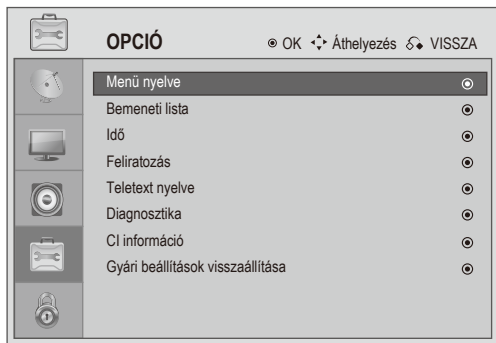 OPCIÓ OK Áthelyezés VISSZA
Menü nyelve
Bemeneti lista
Idő
Feliratozás
Teletext nyelve
Diagnosztika
CI információ
Gyári beállítások visszaállítása